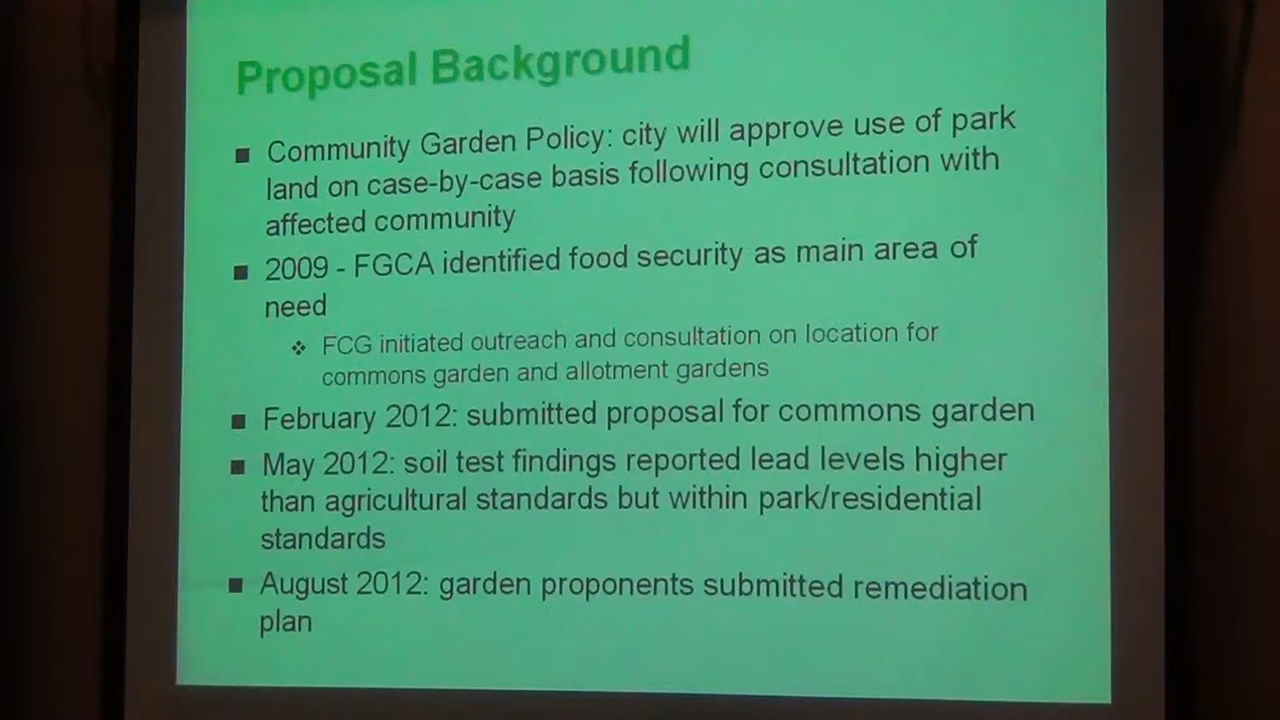 Proposal Background
■ Community Garden Policy: city will approve use of park
land on case-by-case basis following consultation with
affected community
■ 2009 - FGCA identified food security as main area of
need
❖ FCG initiated outreach and consultation on location for
commons garden and allotment gardens
■ February 2012: submitted proposal for commons garden
■ May 2012: soil test findings reported lead levels higher
than agricultural standards but within park/residential
standards
■ August 2012: garden proponents submitted remediation
plan